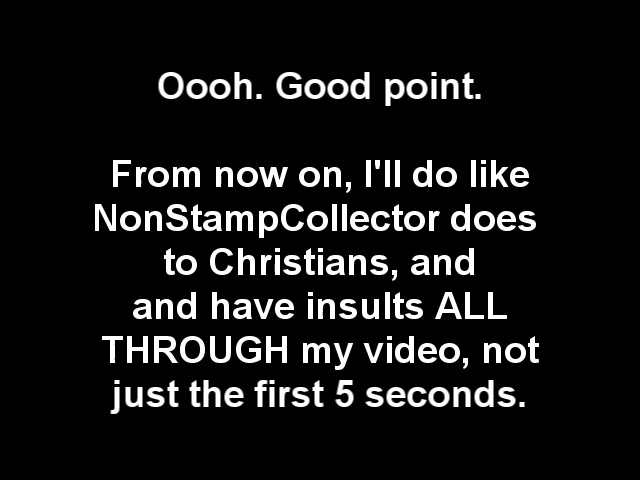 Oooh. Good point.
From now on, I'll do like
NonStampCollector does
to Christians, and
and have insults ALL
THROUGH my video, not
just the first 5 seconds.